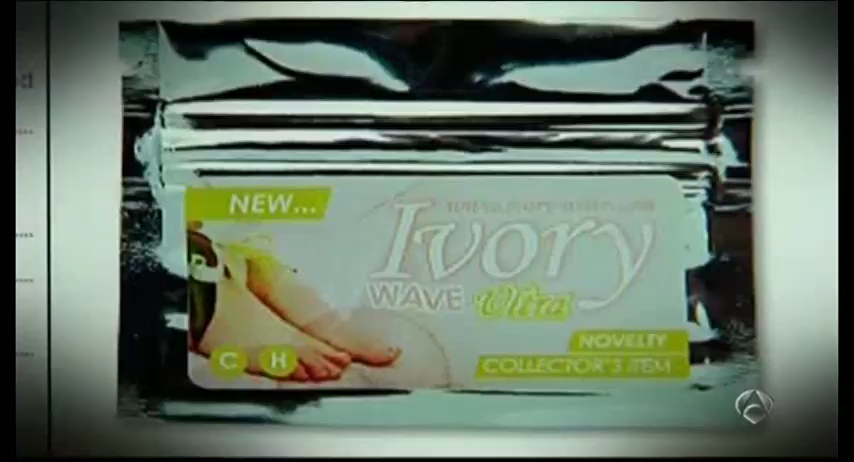 NEW...
Ivory
WAVE Ultra
NOVELTY
COLLECTOR'S ITEM
C H